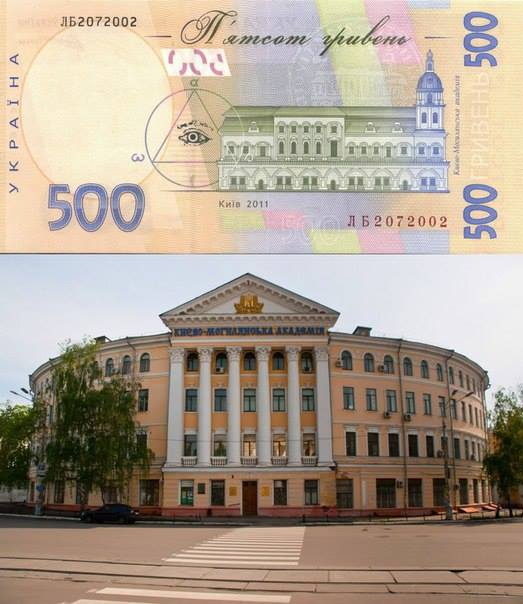 ЛБ2072002
П'ятсот гривень
500
УКРАЇНА
α
ω
500
Київ 2011
ЛБ2072002
Києво-Могилянська академія
500 ГРИВЕНЬ 500
КИЄВО-МОГИЛЯНСЬКА АКАДЕМІЯ